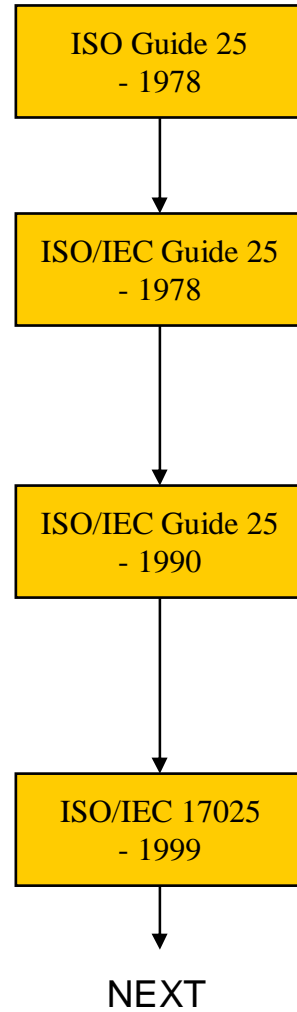 ISO Guide 25
- 1978
ISO/IEC Guide 25
- 1978
ISO/IEC Guide 25
- 1990
ISO/IEC 17025
- 1999
NEXT